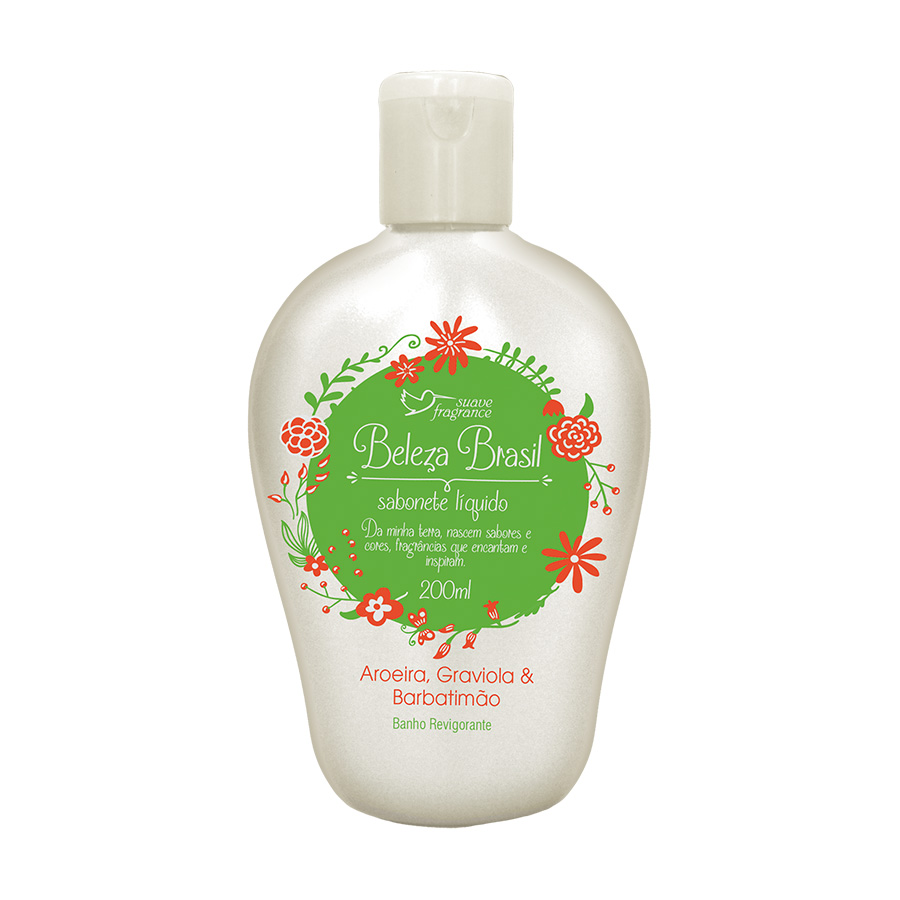 suave
fragrance
Beleza Brasil
sabonete líquido
Da minha terra, nascem sabores e
cores, fragrâncias que encantam e
inspiram.
200ml
Aroeira, Graviola &
Barbatimão
Banho Revigorante